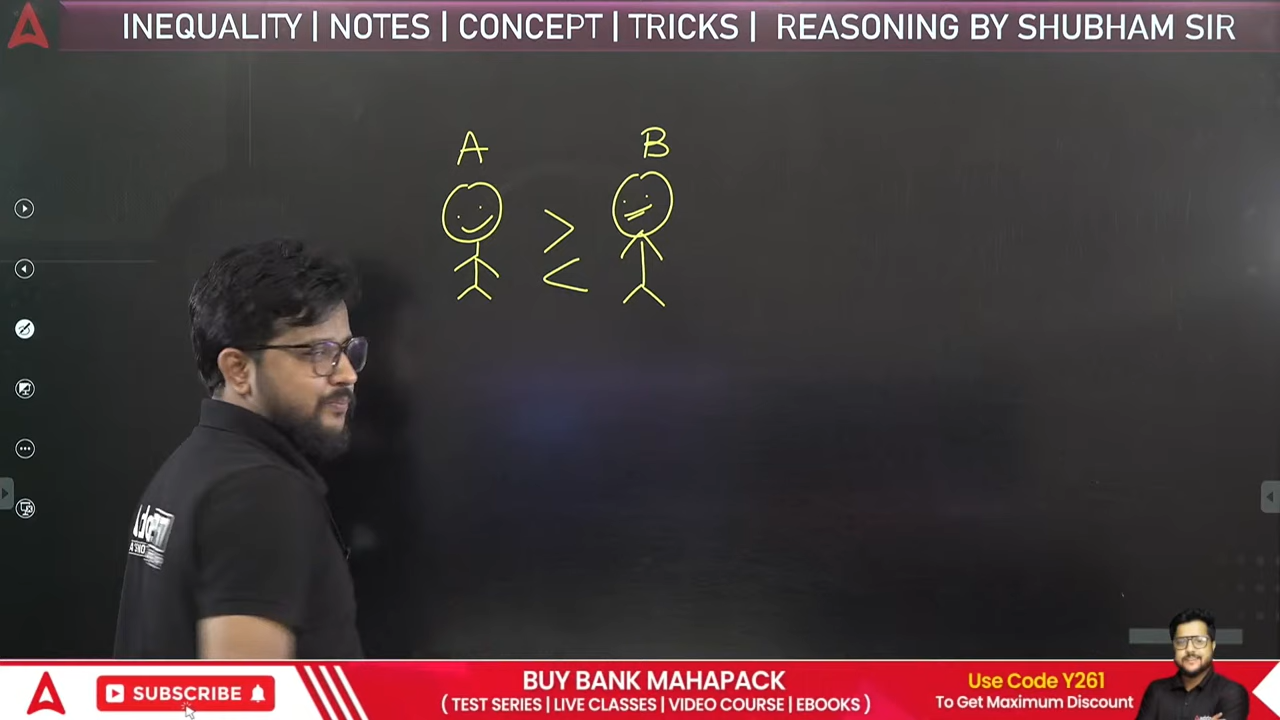 INEQUALITY | NOTES | CONCEPT | TRICKS | REASONING BY SHUBHAM SIR
A B
>
<
SUBSCRIBE
BUY BANK MAHAPACK
( TEST SERIES | LIVE CLASSES | VIDEO COURSE | EBOOKS )
Use Code Y261
To Get Maximum Discount